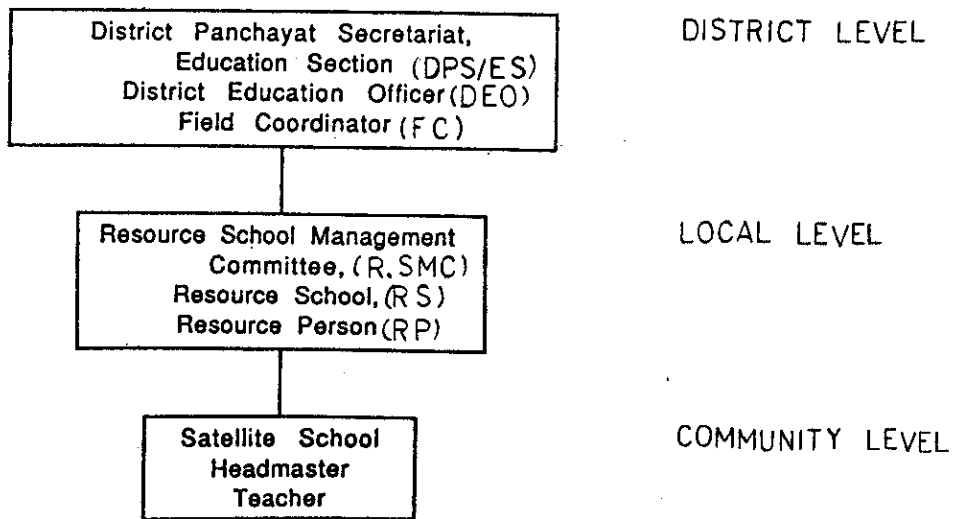 District Panchayat Secretariat,
Education Section (DPS/ES)
District Education Officer (DEO)
Field Coordinator (FC)
DISTRICT LEVEL
Resource School Management
Committee, (R.SMC)
Resource School, (RS)
Resource Person (RP)
LOCAL LEVEL
Satellite School
Headmaster
Teacher
COMMUNITY LEVEL